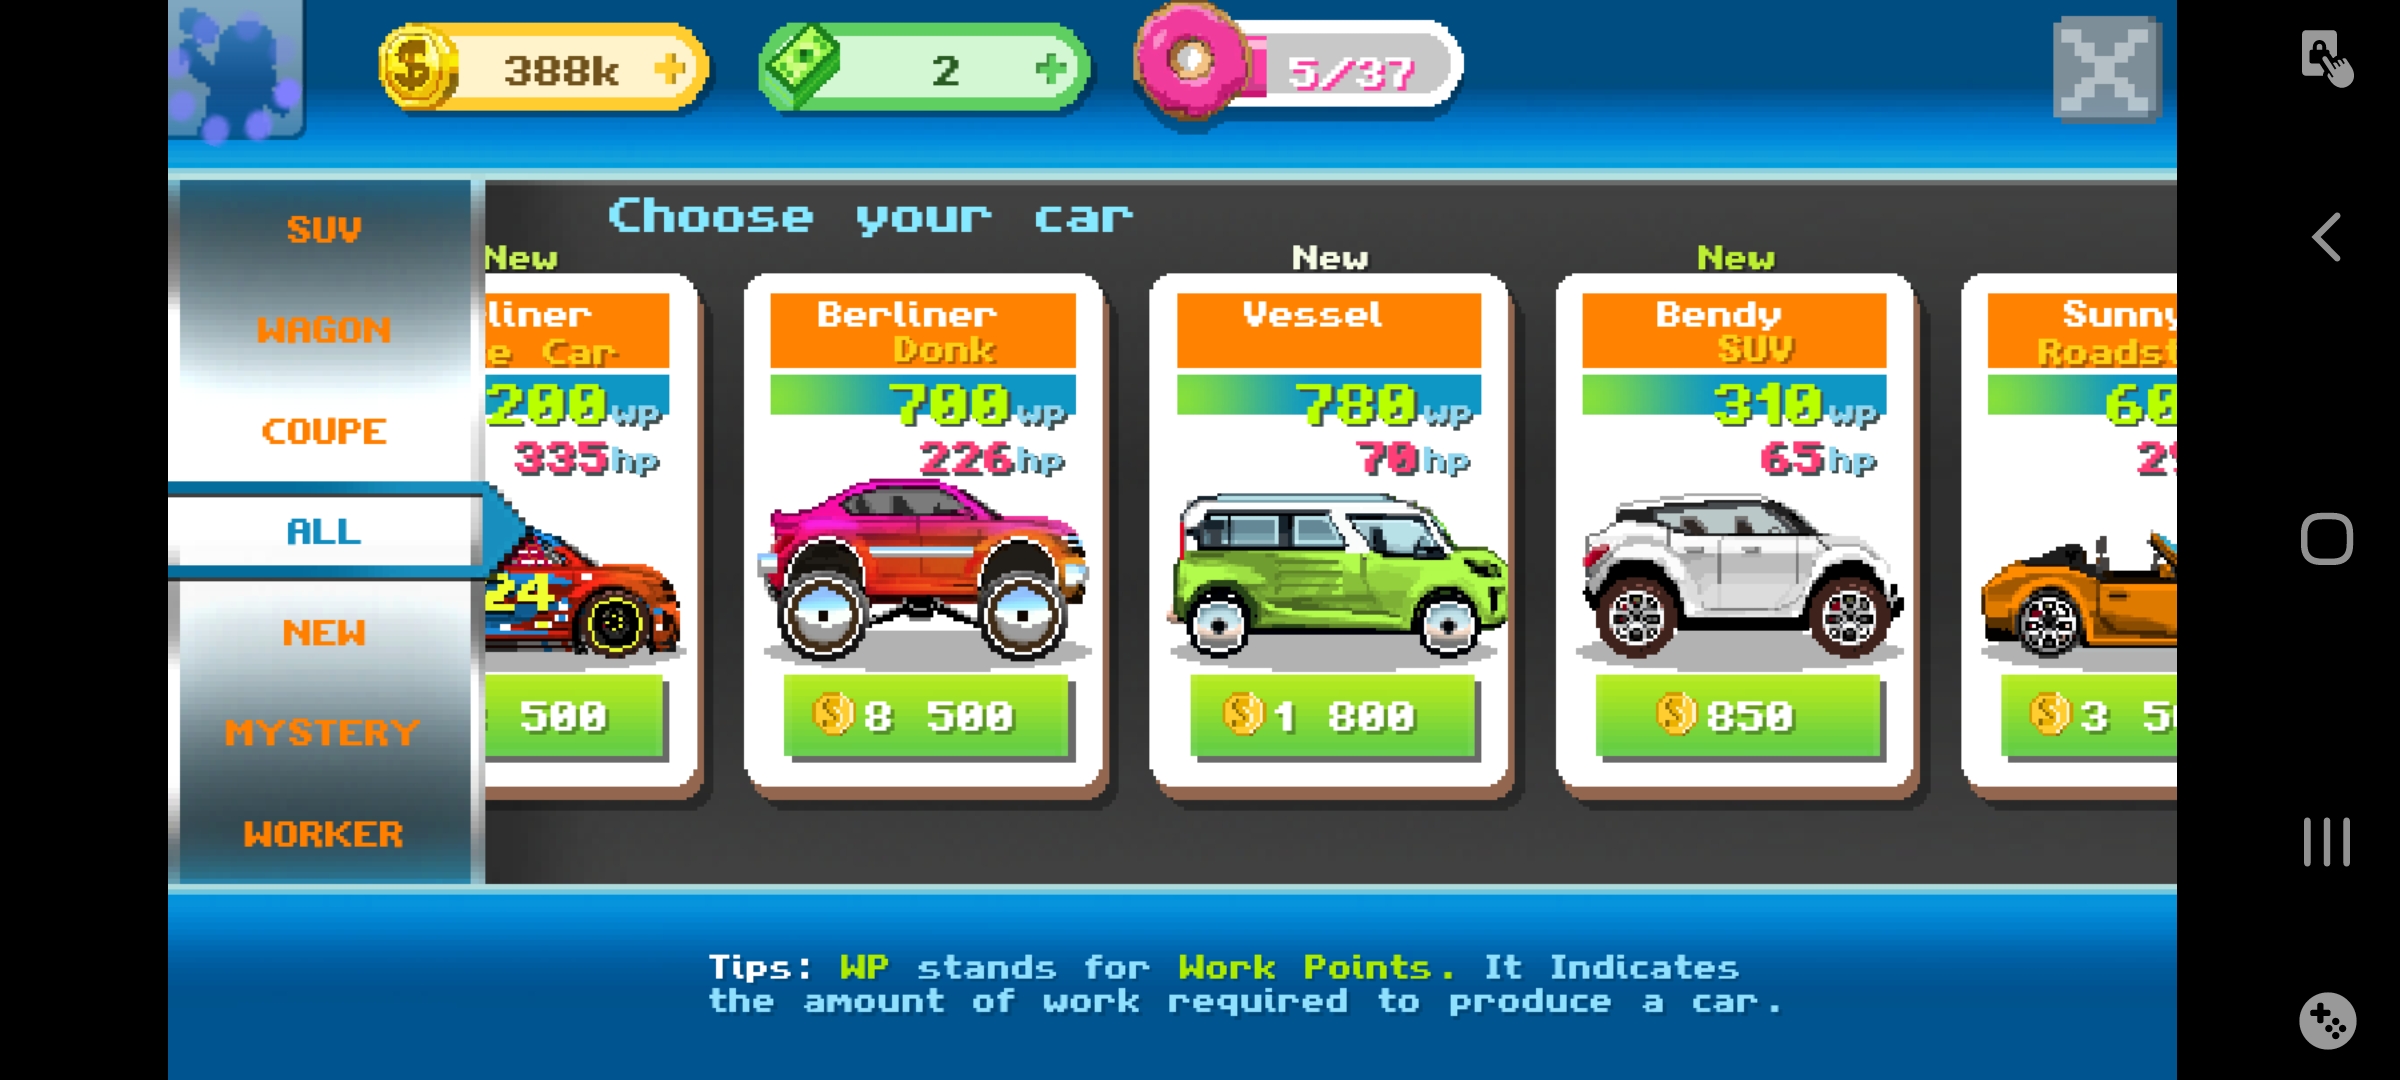 388k
2
5/37
Choose your car
SUV
WAGON
COUPE
ALL
NEW
MYSTERY
WORKER
New
liner
e Car
200wp
335hp
24
500
Berliner
Donk
700wp
226hp
8 500
New
Vessel
780wp
70hp
1 800
New
Bendy
SUV
310wp
65hp
850
Sunny
Tips: WP stands for Work Points. It Indicates
the amount of work required to produce a car.